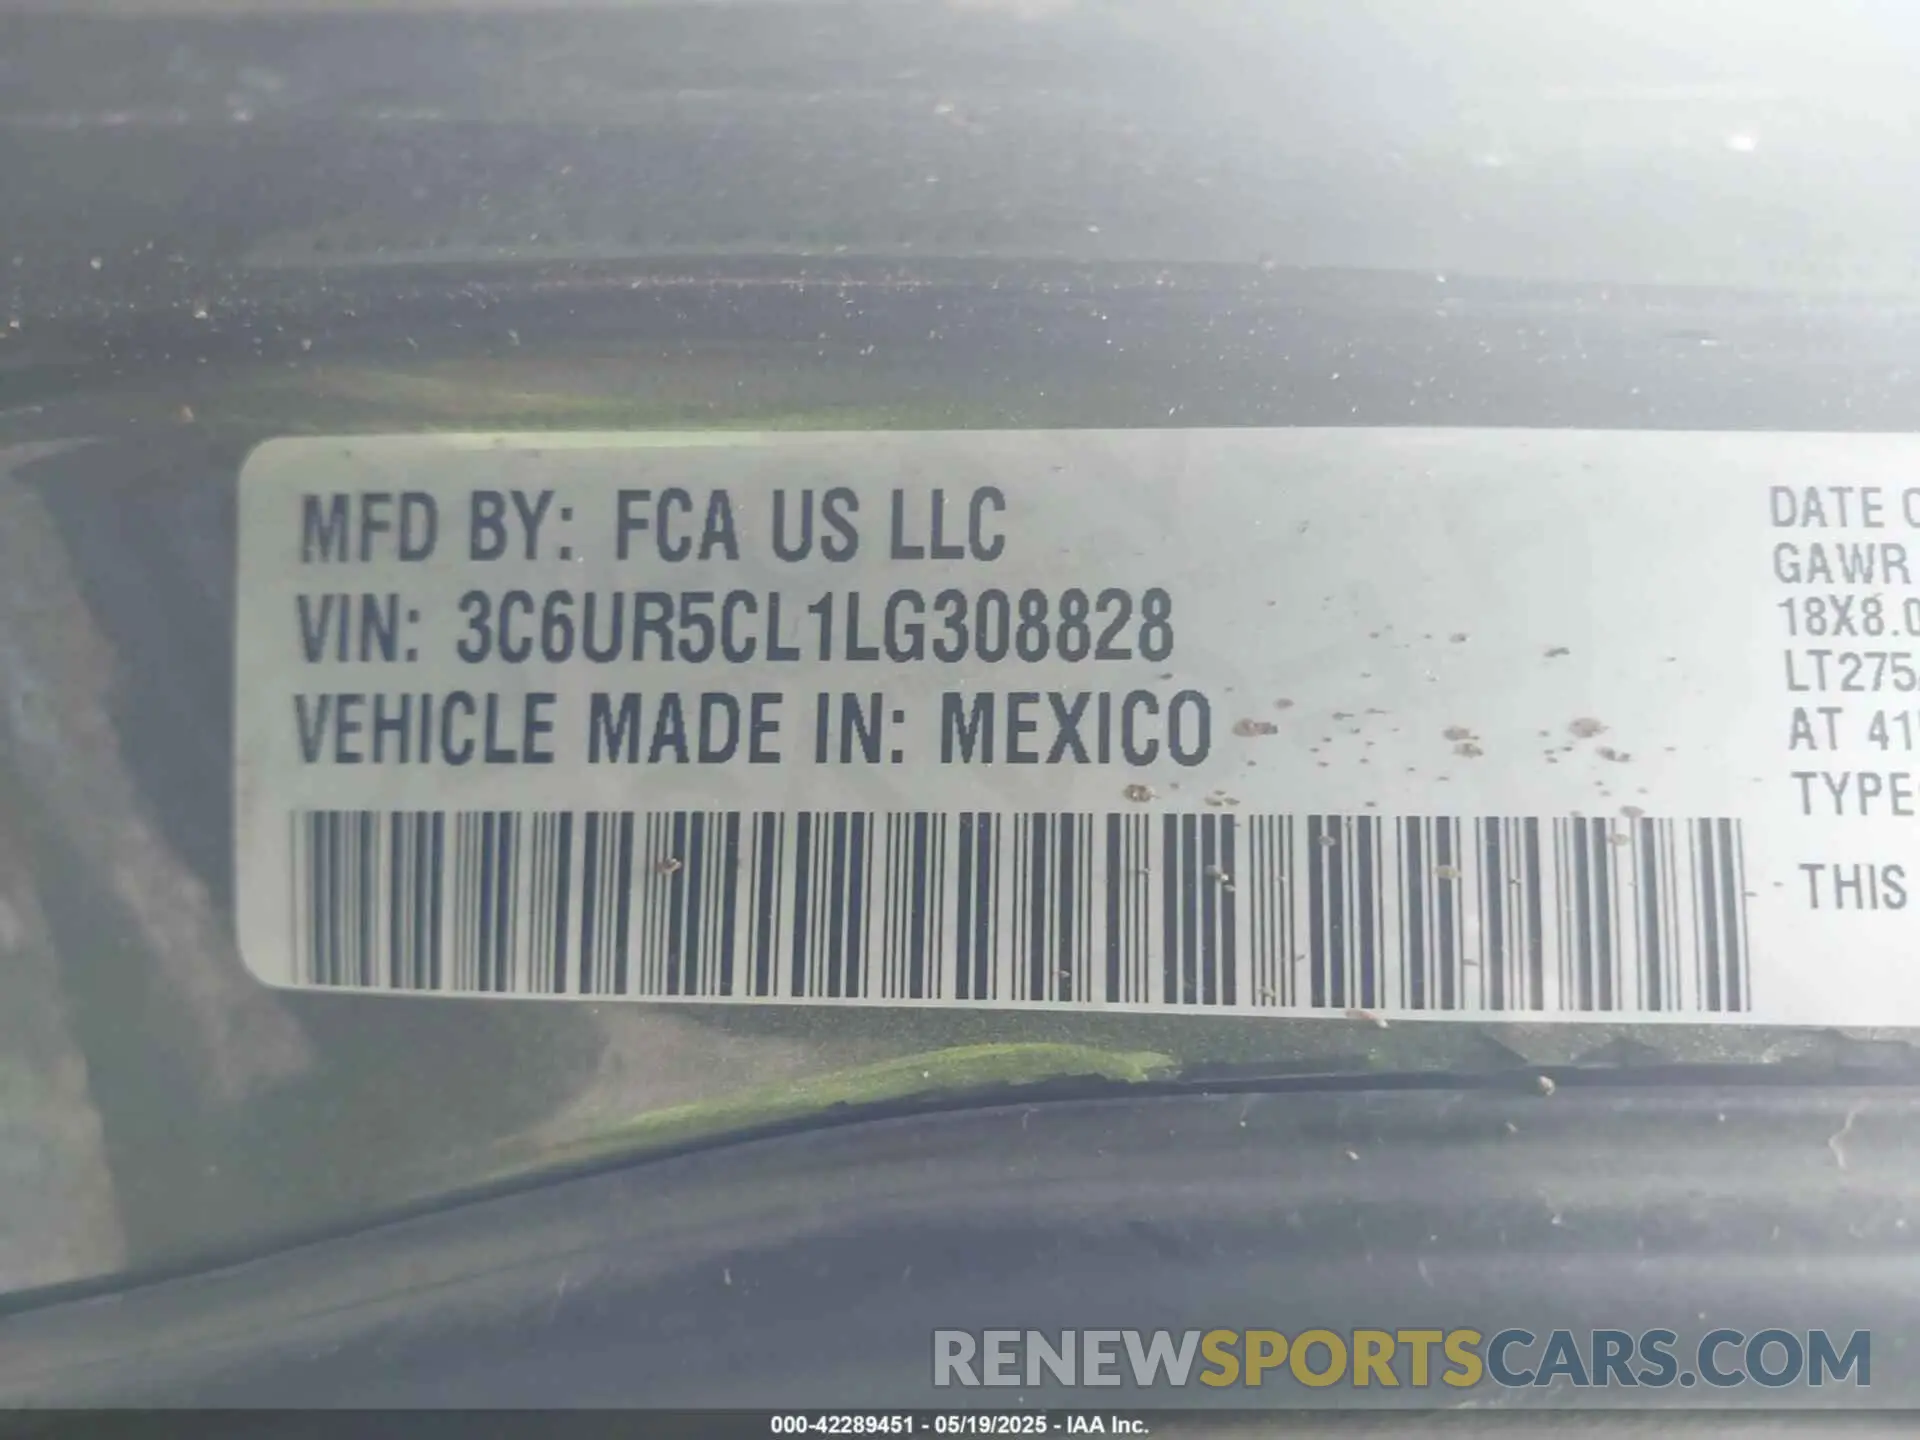 MFD BY: FCA US LLC
VIN: 3C6UR5CL1LG308828
VEHICLE MADE IN: MEXICO
DATE
GAWR
18X8.0
LT275
AT 41
TYPE
THIS
RENEWSPORTSCARS.COM
000-42289451 - 05/19/2025 - IAA Inc.